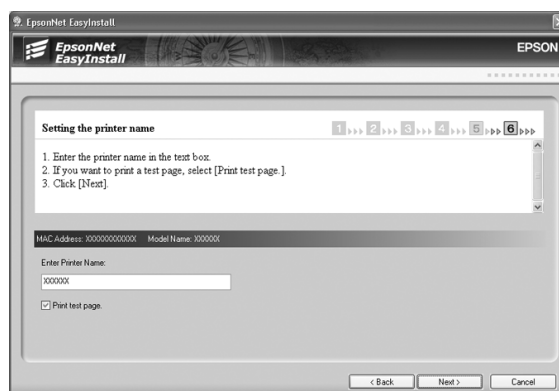 EpsonNet EasyInstall
EpsonNet
EasyInstall
EPSON
Setting the printer name
1 2 3 4 5 6
1. Enter the printer name in the text box.
2. If you want to print a test page, select [Print test page.].
3. Click [Next].
MAC Address: XXXXXXXXXXXX Model Name: XXXXXX
Enter Printer Name:
XXXXXX
Print test page.
< Back
Next >
Cancel